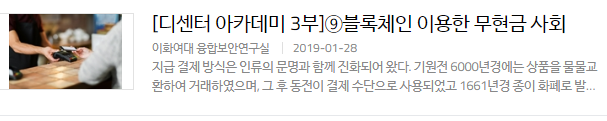 [디센터 아카데미 3부]⑨블록체인 이용한 무현금 사회
이화여대 융합보안연구실 | 2019-01-28
지급 결제 방식은 인류의 문명과 함께 진화되어 왔다. 기원전 6000년경에는 상품을 물물교
환하여 거래하였으며, 그 후 동전이 결제 수단으로 사용되었고 1661년경 종이 화폐로 발...